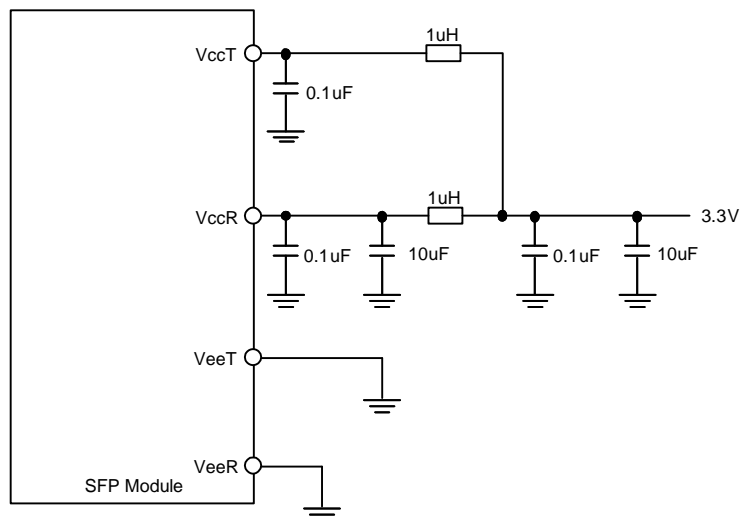 1uH
VccT
0.1uF
1uH
VccR
3.3V
0.1uF
10uF
0.1uF
10uF
VeeT
VeeR
SFP Module